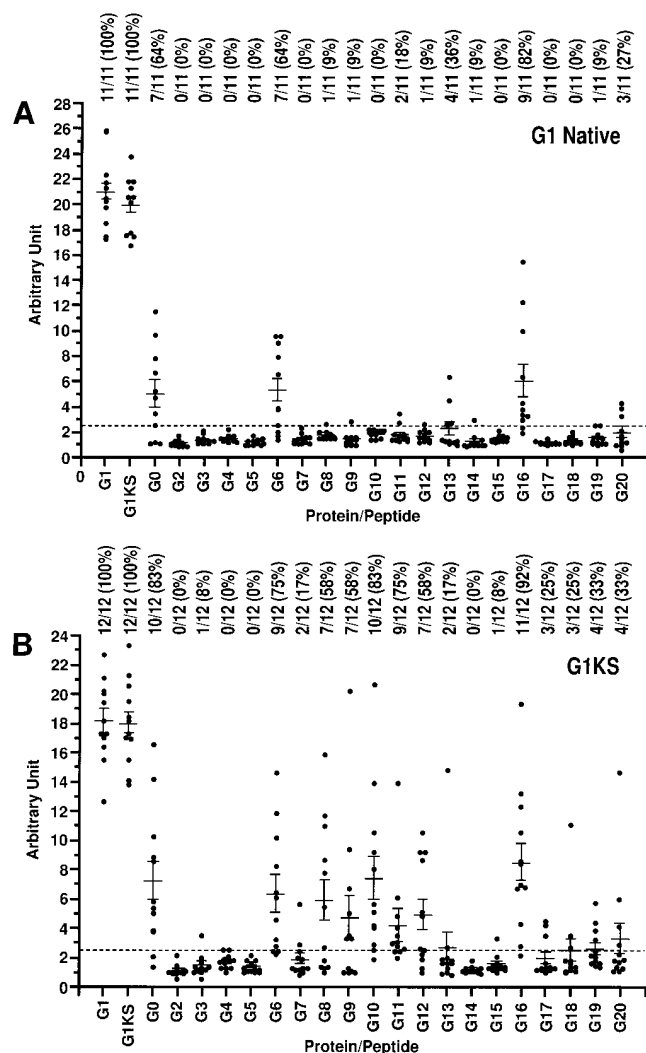 11/11 (100%)
11/11 (100%)
7/11 (64%)
0/11 (0%)
0/11 (0%)
0/11 (0%)
0/11 (0%)
7/11 (64%)
0/11 (0%)
1/11 (9%)
1/11 (9%)
0/11 (0%)
2/11 (18%)
1/11 (9%)
4/11 (36%)
1/11 (9%)
0/11 (0%)
9/11 (82%)
0/11 (0%)
0/11 (0%)
1/11 (9%)
3/11 (27%)
A
G1 Native
Arbitrary Unit
28
26
24
22
20
18
16
14
12
10
8
6
4
2
0
0
G1
G1KS
G0
G2
G3
G4
G5
G6
G7
G8
G9
G10
G11
G12
G13
G14
G15
G16
G17
G18
G19
G20
Protein/Peptide
12/12 (100%)
12/12 (100%)
10/12 (83%)
0/12 (0%)
1/12 (8%)
0/12 (0%)
0/12 (0%)
9/12 (75%)
2/12 (17%)
7/12 (58%)
7/12 (58%)
10/12 (83%)
9/12 (75%)
7/12 (58%)
2/12 (17%)
0/12 (0%)
1/12 (8%)
11/12 (92%)
3/12 (25%)
3/12 (25%)
4/12 (33%)
4/12 (33%)
B
G1KS
Arbitrary Unit
24
22
20
18
16
14
12
10
8
6
4
2
0
G1
G1KS
G0
G2
G3
G4
G5
G6
G7
G8
G9
G10
G11
G12
G13
G14
G15
G16
G17
G18
G19
G20
Protein/Peptide